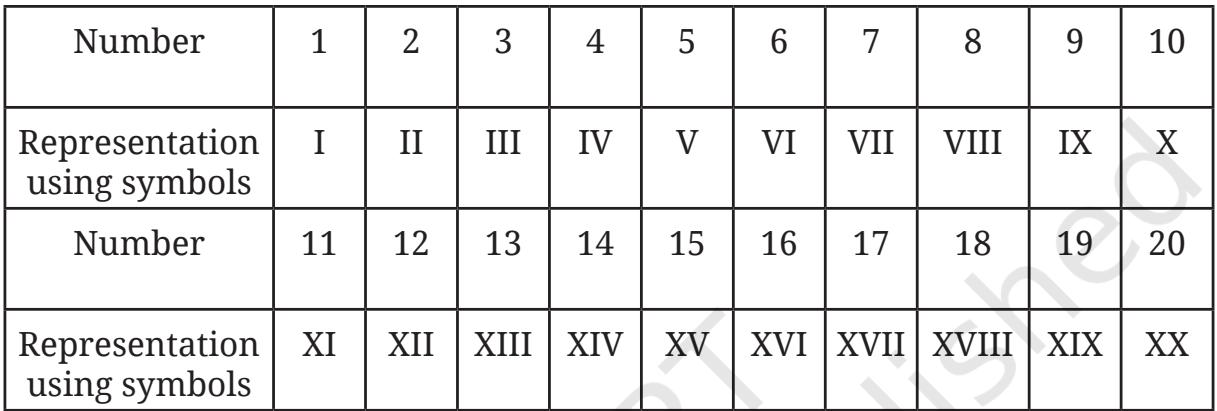 Number 1 2 3 4 5 6 7 8 9 10
Representation using symbols I II III IV V VI VII VIII IX X
Number 11 12 13 14 15 16 17 18 19 20
Representation using symbols XI XII XIII XIV XV XVI XVII XVIII XIX XX